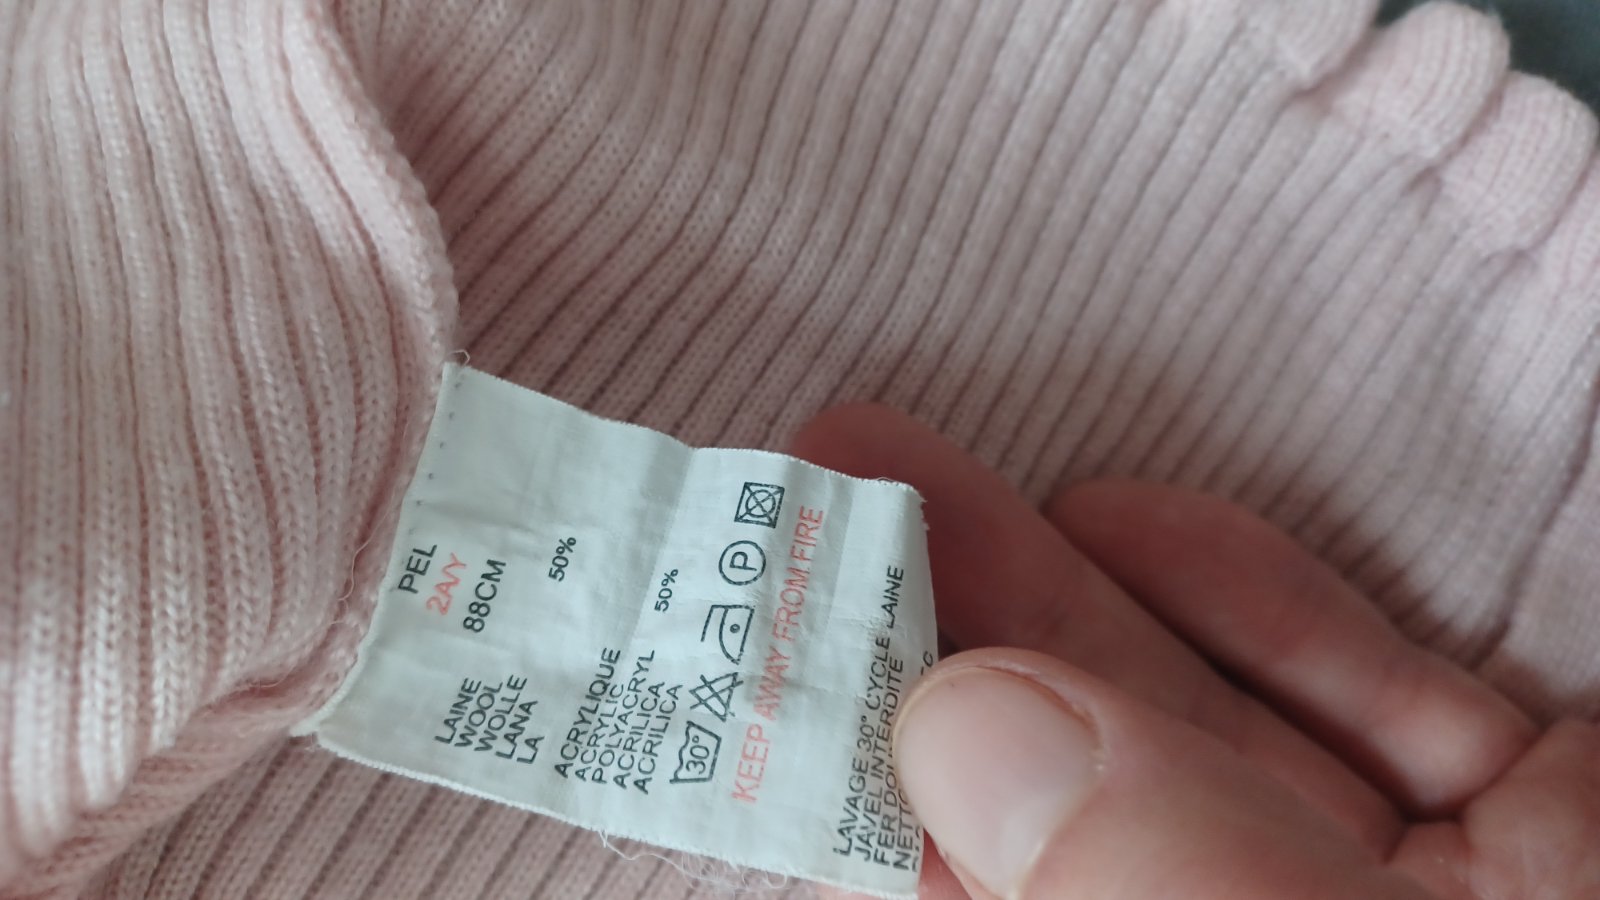 PEL
2A/Y
88CM
LAINE
WOOL
WOLLE
LANA
LA
50%
ACRYLIQUE
ACRYLIC
POLYACRYL
ACRILICA
ACRILICA
50%
30°
P
KEEP AWAY FROM FIRE
LAVAGE 30° CYCLE LAINE
JAVEL INTERDITE
FER